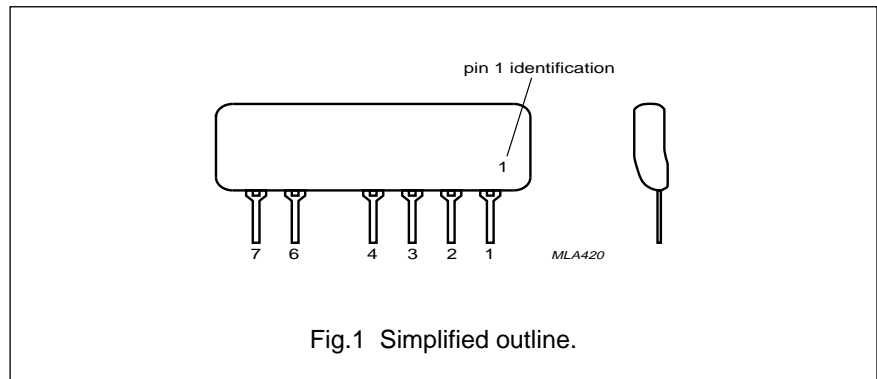 pin 1 identification
1
7 6 4 3 2 1 MLA420
Fig.1 Simplified outline.